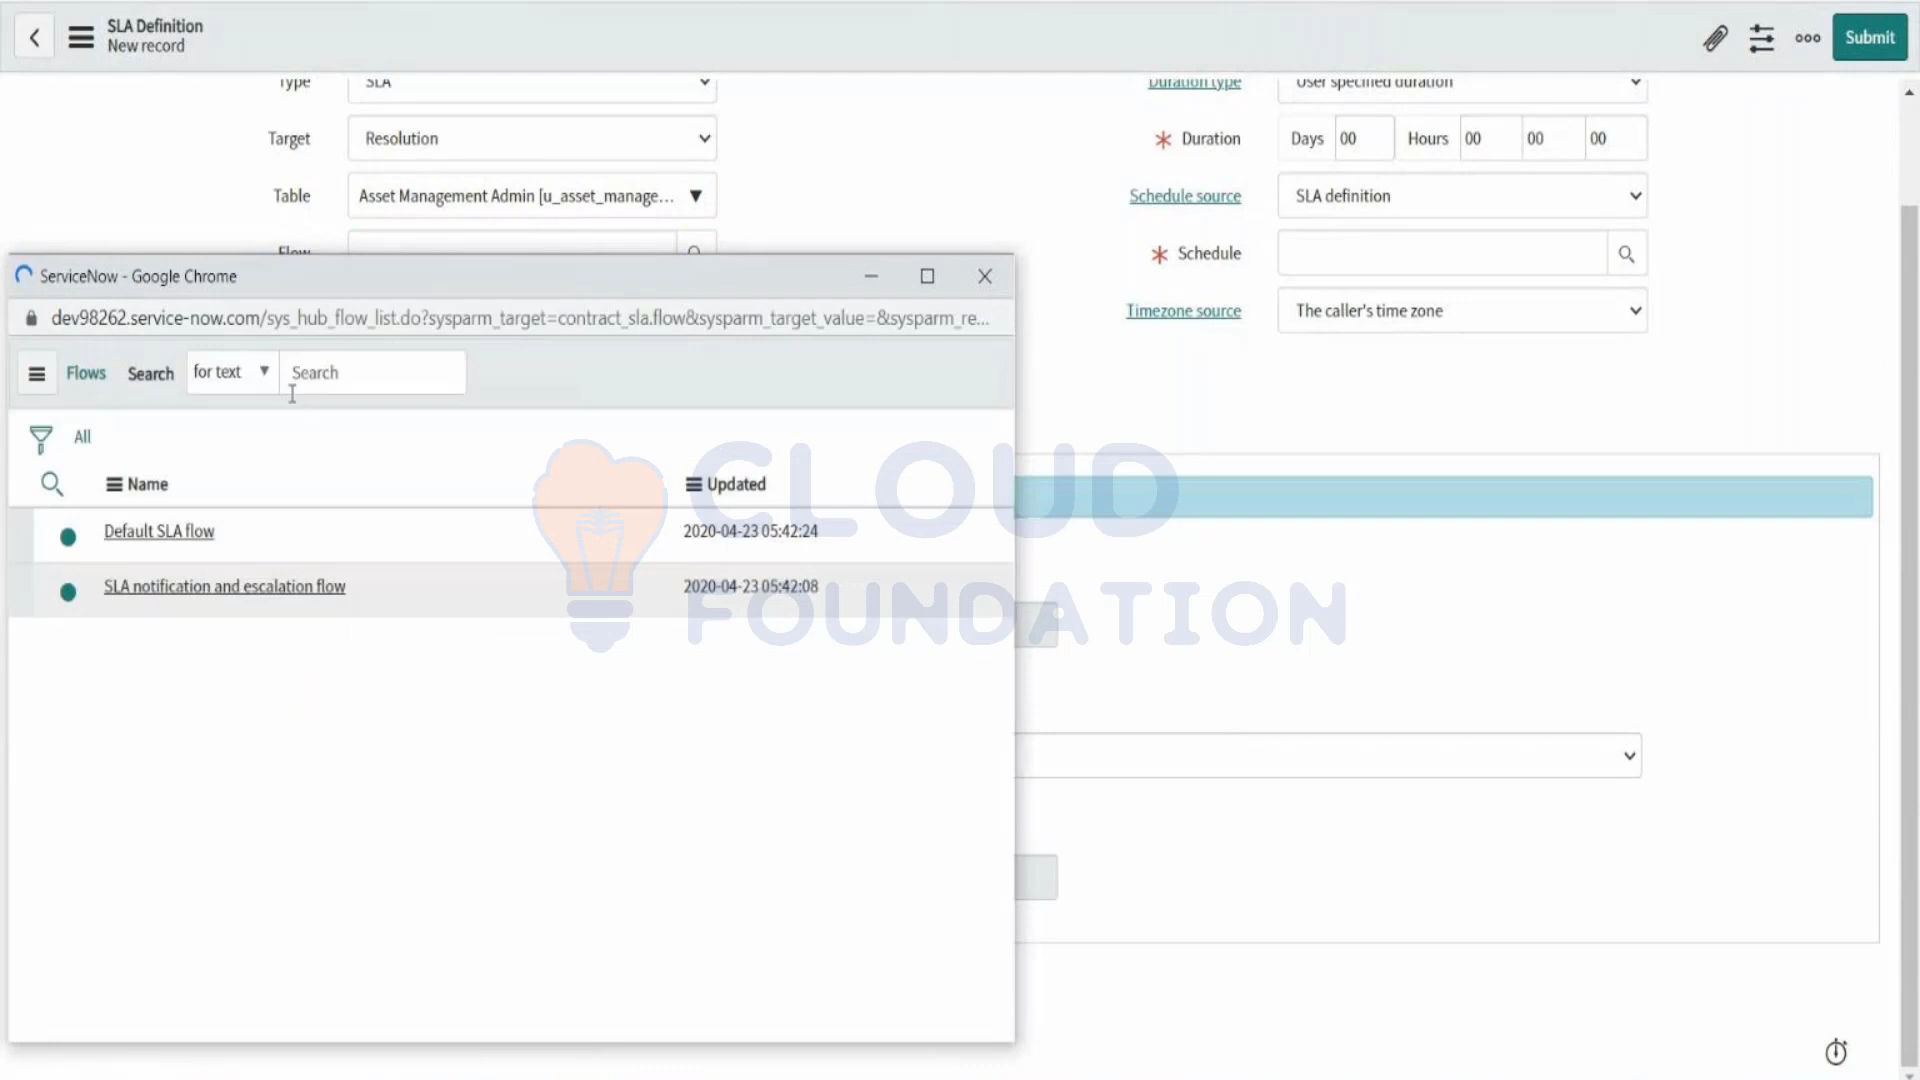 SLA Definition
New record
Submit
Type SLA
Duration type User specified duration
Target Resolution
Duration Days 00 Hours 00 00 00
Table Asset Management Admin [u_asset_manage...
Schedule source SLA definition
Flow
Schedule
Timezone source The caller's time zone
ServiceNow - Google Chrome
dev98262.service-now.com/sys_hub_flow_list.do?sysparm_target=contract_sla.flow&sysparm_target_value=&sysparm_re...
Flows Search for text Search
All
Name Updated
Default SLA flow 2020-04-23 05:42:24
SLA notification and escalation flow 2020-04-23 05:42:08
CLOUD
FOUNDATION